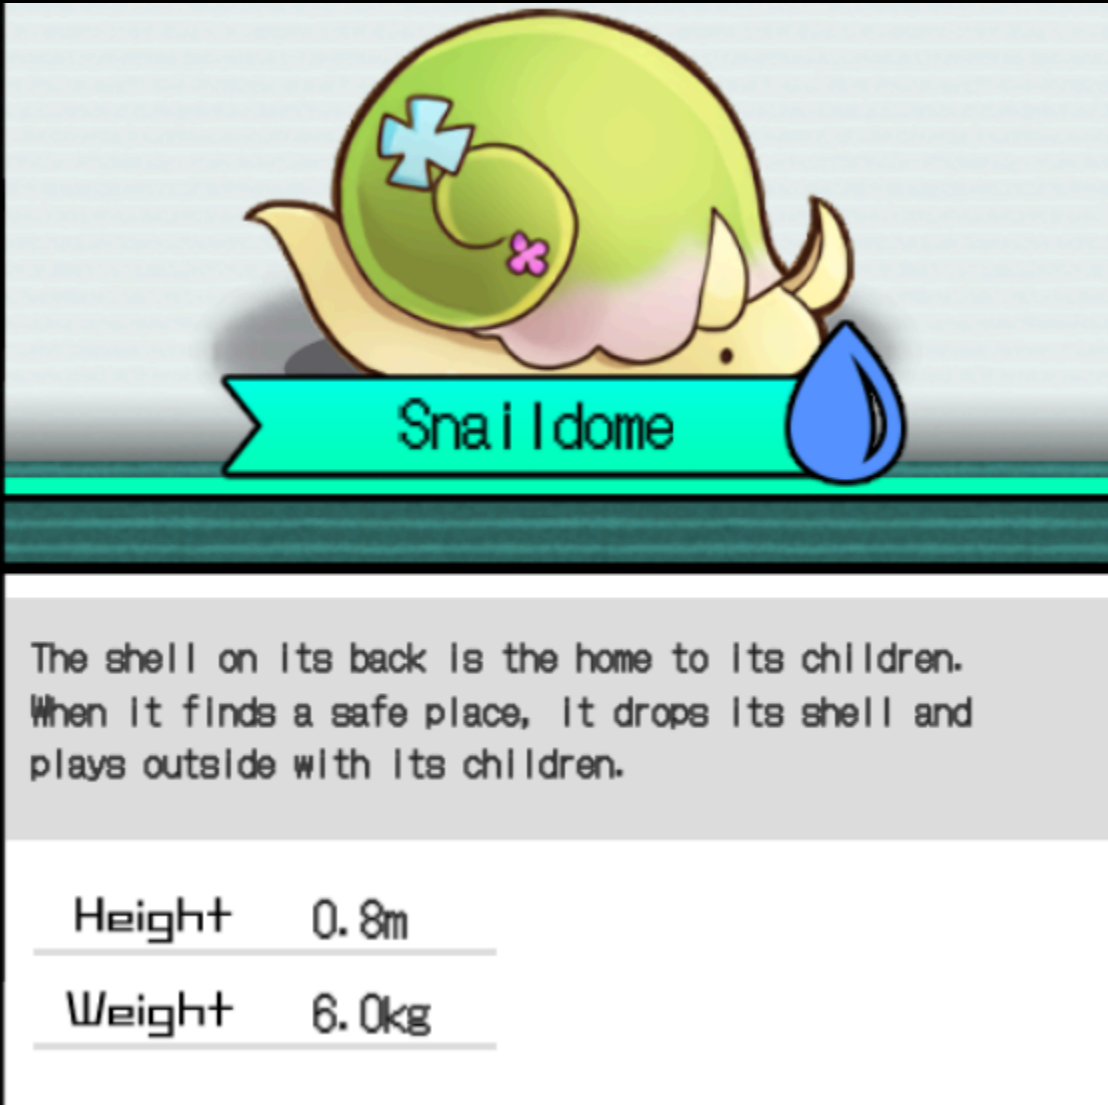 Snaildome
The shell on its back is the home to its children.
When it finds a safe place, it drops its shell and
plays outside with its children.
Height 0.8m
Weight 6.0kg